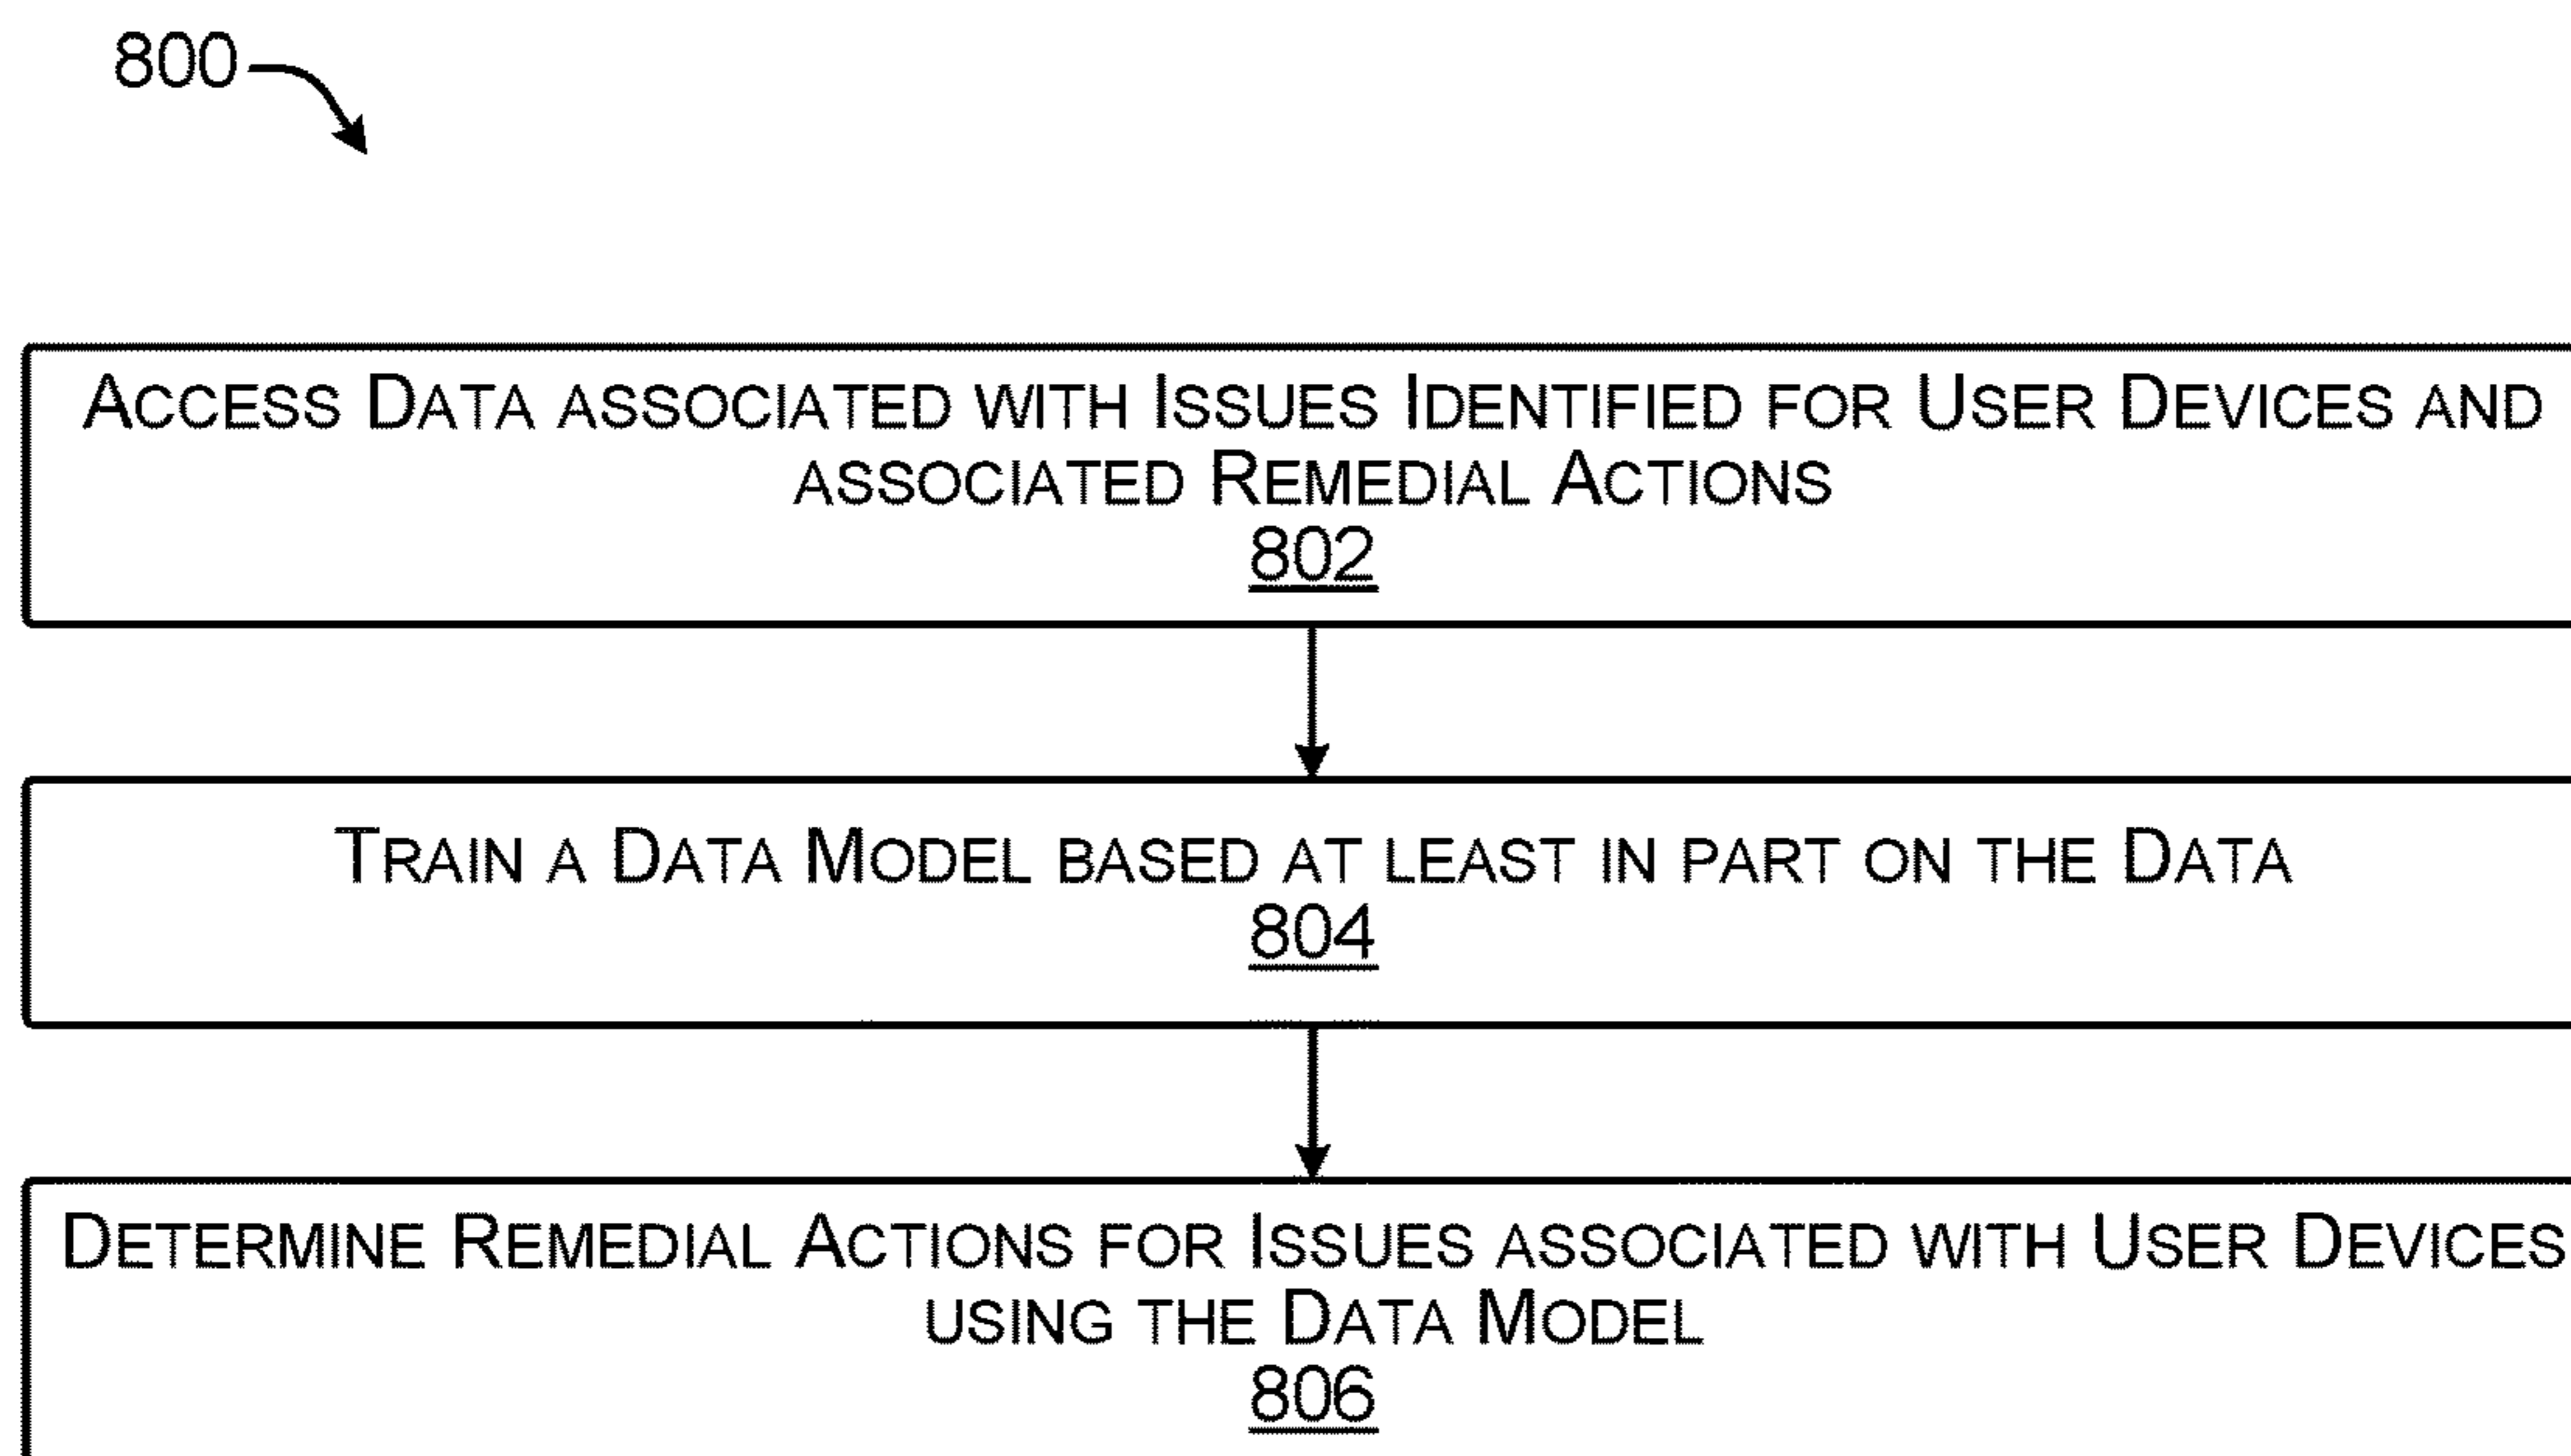 800
ACCESS DATA ASSOCIATED WITH ISSUES IDENTIFIED FOR USER DEVICES AND
ASSOCIATED REMEDIAL ACTIONS
802
TRAIN A DATA MODEL BASED AT LEAST IN PART ON THE DATA
804
DETERMINE REMEDIAL ACTIONS FOR ISSUES ASSOCIATED WITH USER DEVICES
USING THE DATA MODEL
806